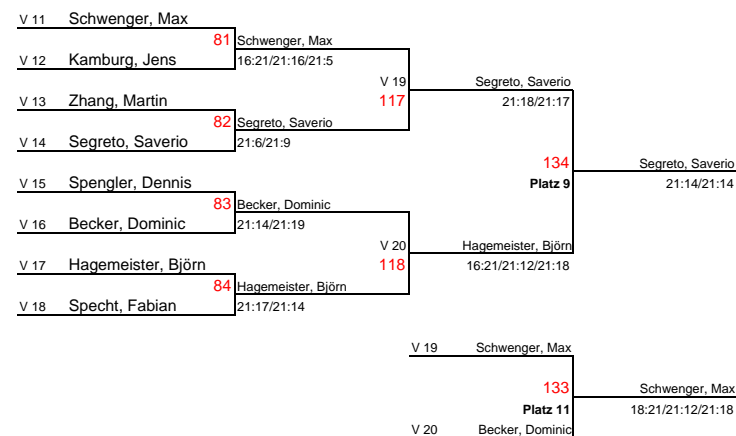 V 11 Schwenger, Max
81 Schwenger, Max
V 12 Kamburg, Jens 16:21/21:16/21:5
V 19 Segreto, Saverio
V 13 Zhang, Martin 117 21:18/21:17
82 Segreto, Saverio
V 14 Segreto, Saverio 21:6/21:9
134 Segreto, Saverio
V 15 Spengler, Dennis Platz 9 21:14/21:14
83 Becker, Dominic
V 16 Becker, Dominic 21:14/21:19
V 20 Hagemeister, Björn
V 17 Hagemeister, Björn 118 16:21/21:12/21:18
84 Hagemeister, Björn
V 18 Specht, Fabian 21:17/21:14
V 19 Schwenger, Max
133 Schwenger, Max
Platz 11 18:21/21:12/21:18
V 20 Becker, Dominic